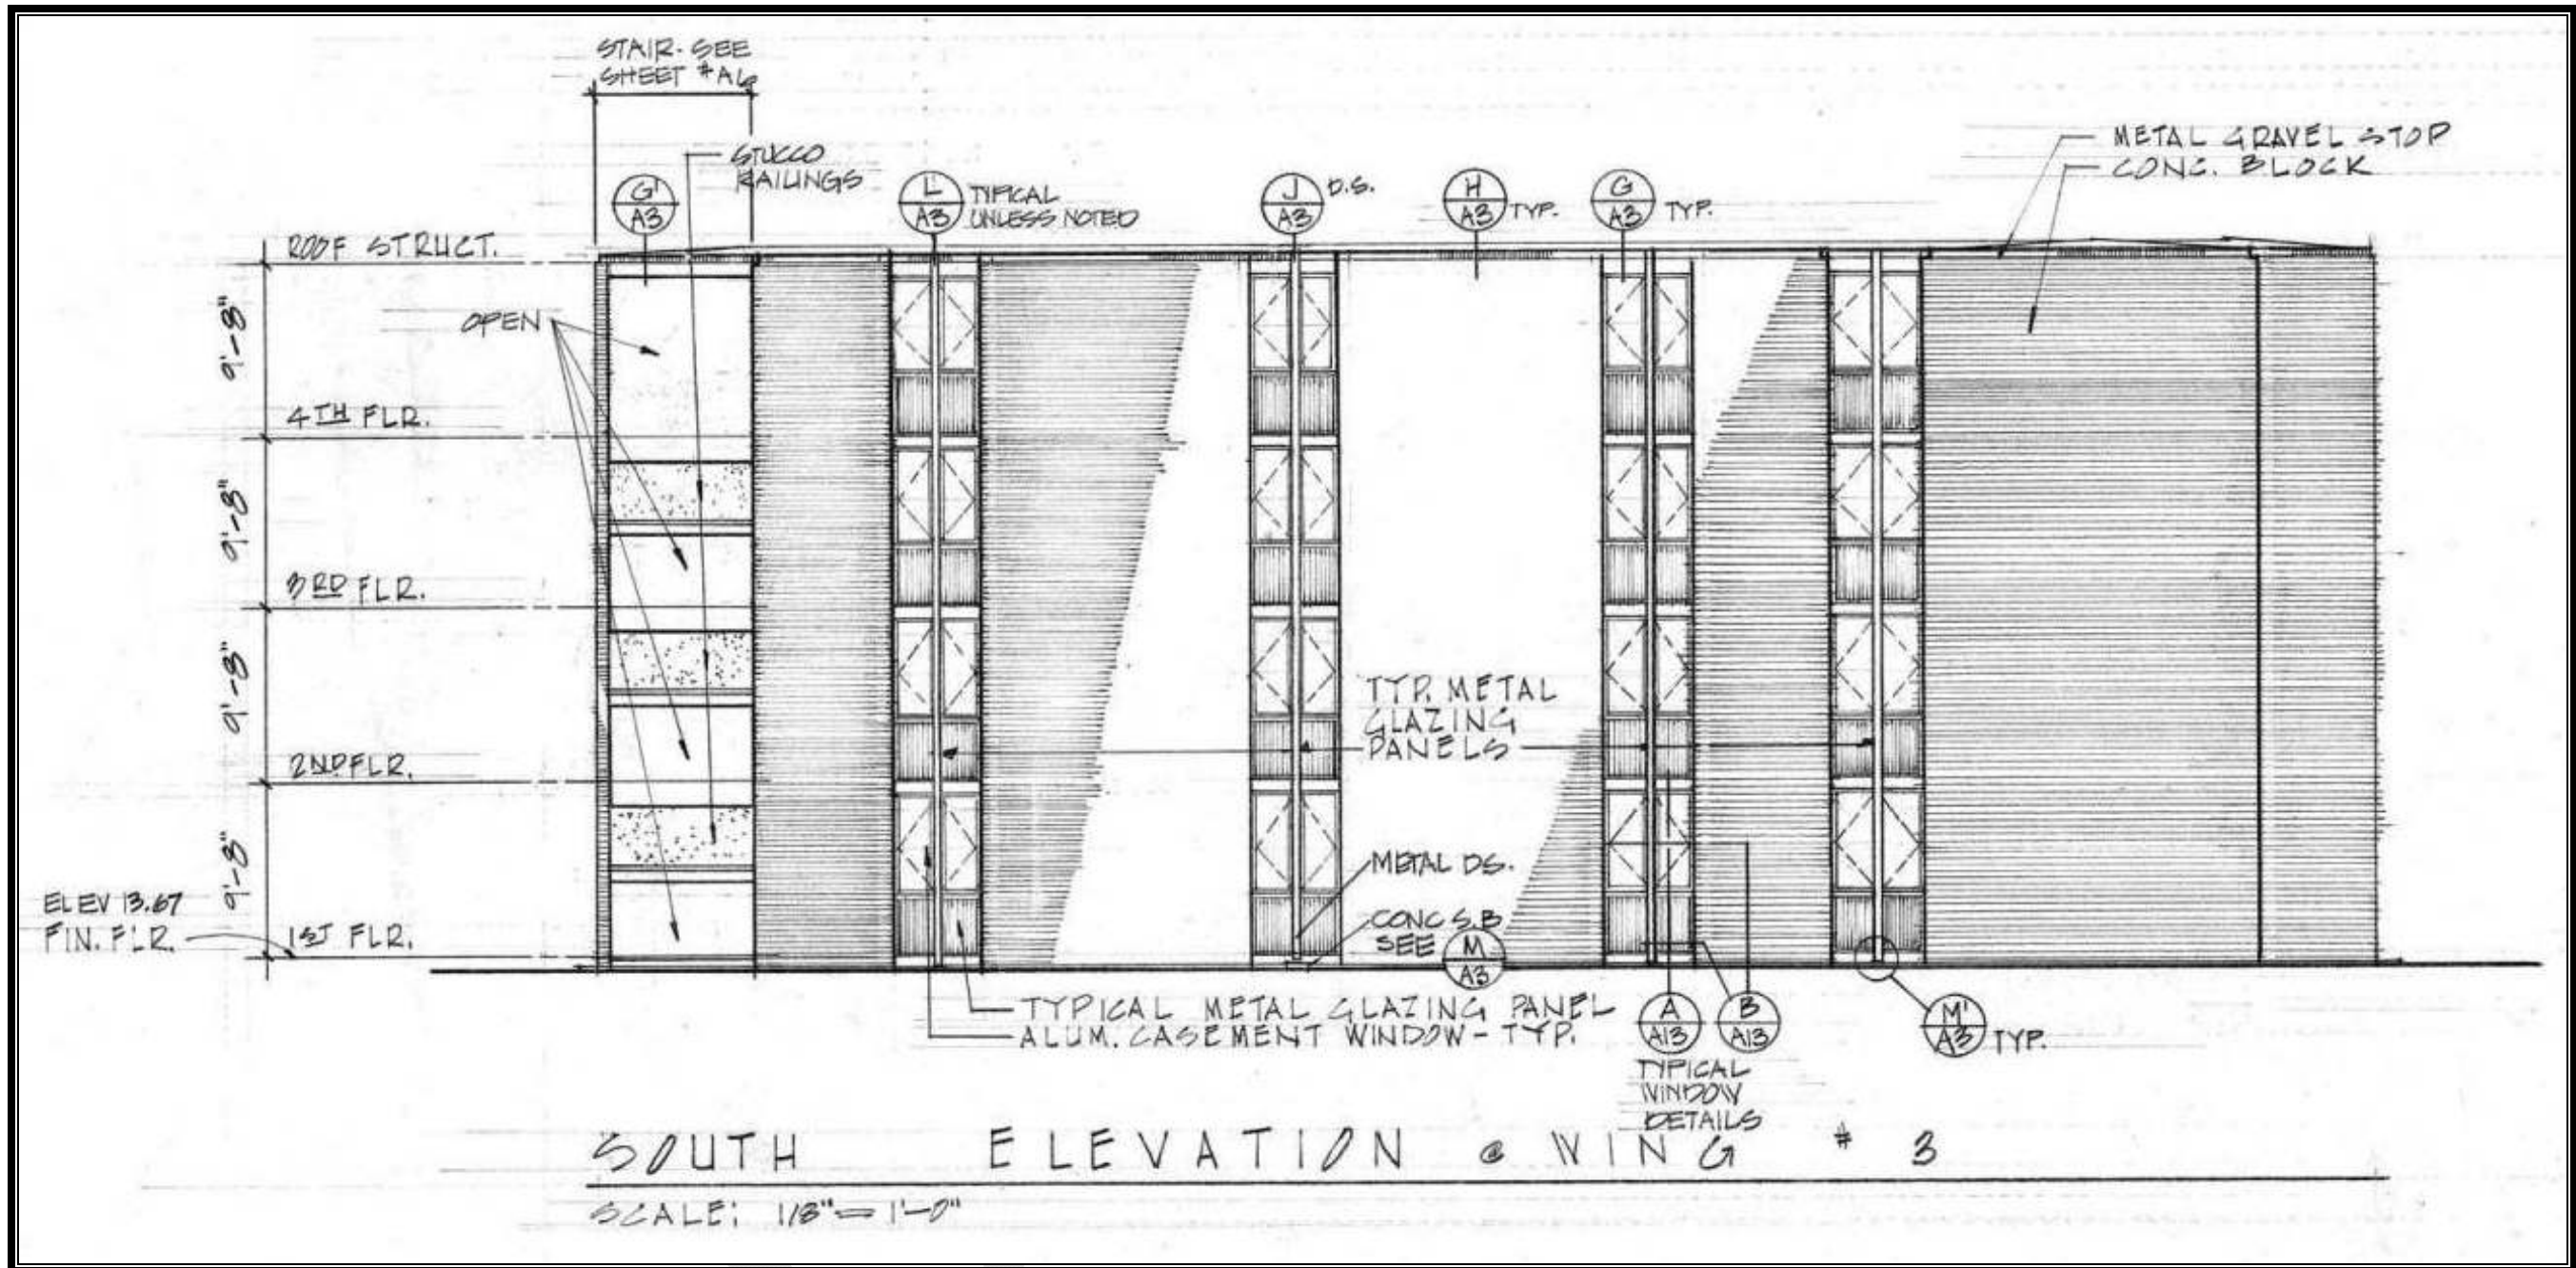 STAIR-SEE
SHEET #A6
STUCCO
RAILINGS
METAL GRAVEL STOP
CONC. BLOCK
G'
A3
L
A3
TYPICAL
UNLESS NOTED
J
A3
D.S.
H
A3
TYP.
G
A3
TYP.
ROOF STRUCT.
9'-8"
OPEN
4TH FLR.
9'-8"
3RD FLR.
9'-8"
TYP. METAL
GLAZING
PANELS
2ND FLR.
9'-8"
METAL DS.
ELEV 13.67
FIN. FLR.
1ST FLR.
CONC S.B
SEE
M
A3
TYPICAL METAL GLAZING PANEL
ALUM. CASEMENT WINDOW - TYP.
A
A13
B
A13
M'
A3
TYP.
TYPICAL
WINDOW
DETAILS
SOUTH ELEVATION @ WING # 3
SCALE: 1/8" = 1'-0"